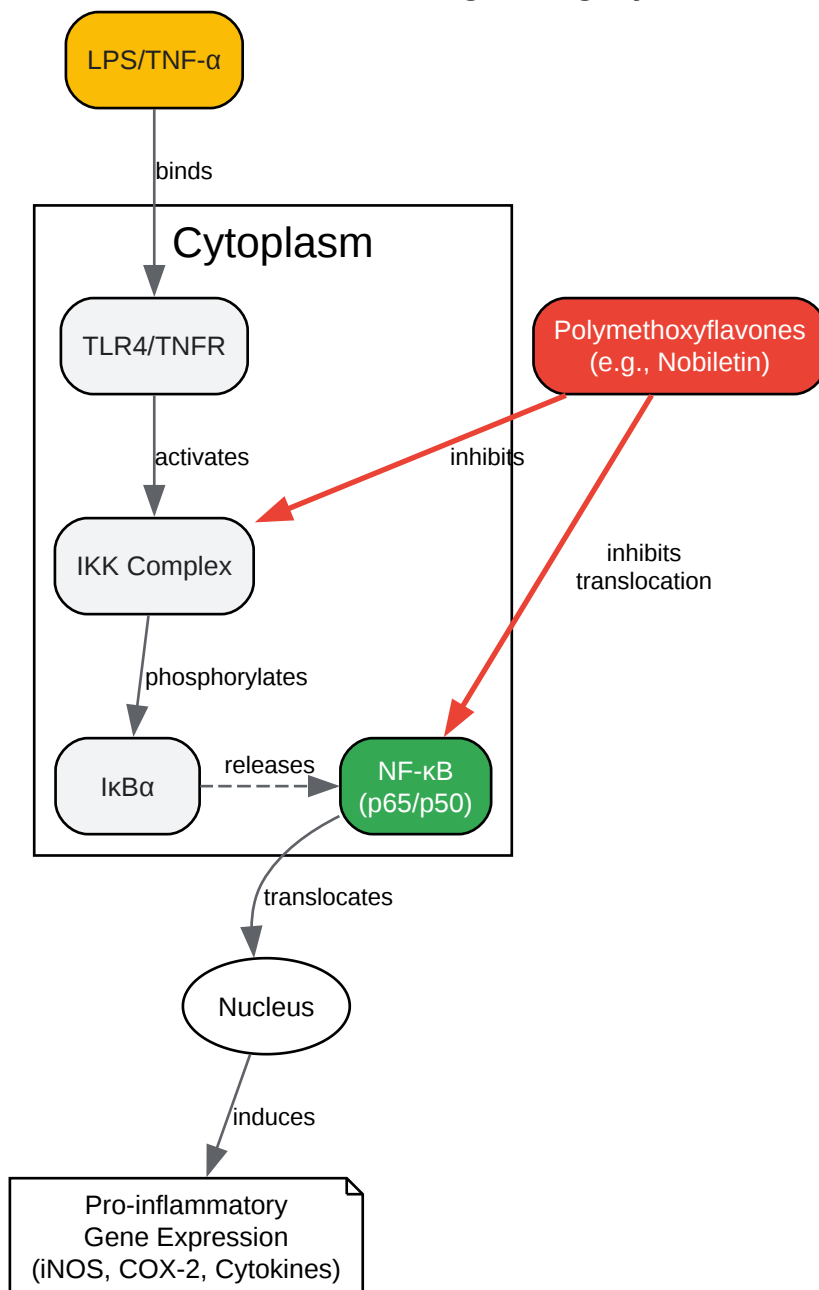 LPS/TNF-α
binds
Cytoplasm
TLR4/TNFR
Polymethoxyflavones
(e.g., Nobiletin)
activates
inhibits
IKK Complex
inhibits
translocation
phosphorylates
IκBα
releases
NF-κB
(p65/p50)
translocates
Nucleus
induces
Pro-inflammatory
Gene Expression
(iNOS, COX-2, Cytokines)